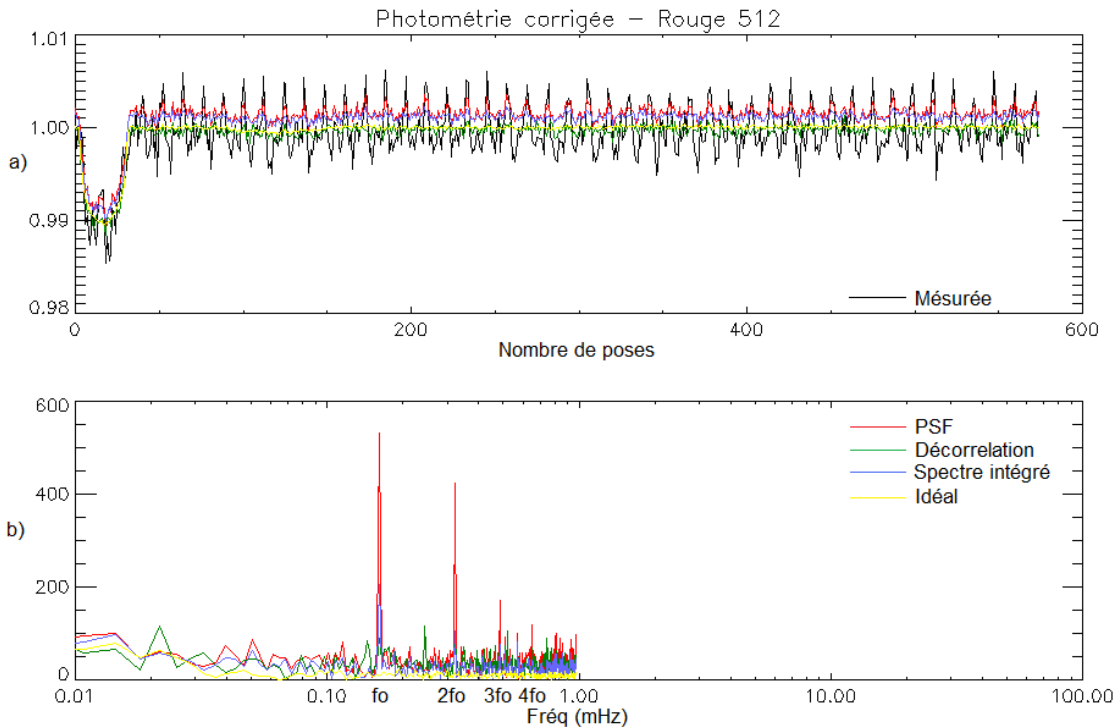 Photométrie corrigée – Rouge 512
1.01
1.00
a)
0.99
0.98
Mésurée
0 200 400 600
Nombre de poses
600
PSF
Décorrelation
Spectre intégré
Idéal
400
b)
200
0
0.01 0.10 fo 2fo 3fo 4fo 1.00 10.00 100.00
Fréq (mHz)